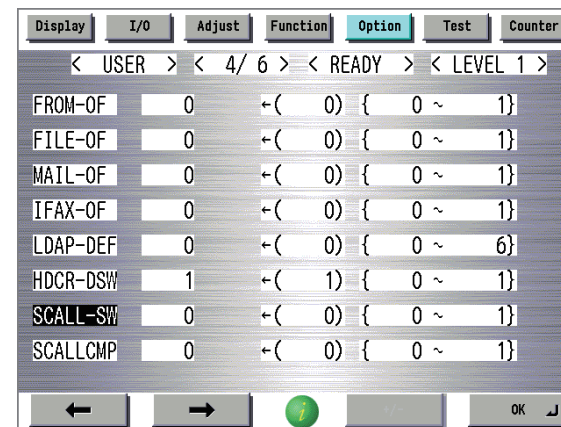 Display I/O Adjust Function Option Test Counter
< USER > < 4/ 6 > < READY > < LEVEL 1 >
FROM-OF 0 ←( 0) { 0 ~ 1}
FILE-OF 0 ←( 0) { 0 ~ 1}
MAIL-OF 0 ←( 0) { 0 ~ 1}
IFAX-OF 0 ←( 0) { 0 ~ 1}
LDAP-DEF 0 ←( 0) { 0 ~ 6}
HDCR-DSW 1 ←( 1) { 0 ~ 1}
SCALL-SW 0 ←( 0) { 0 ~ 1}
SCALLCMP 0 ←( 0) { 0 ~ 1}
← → i +/- OK